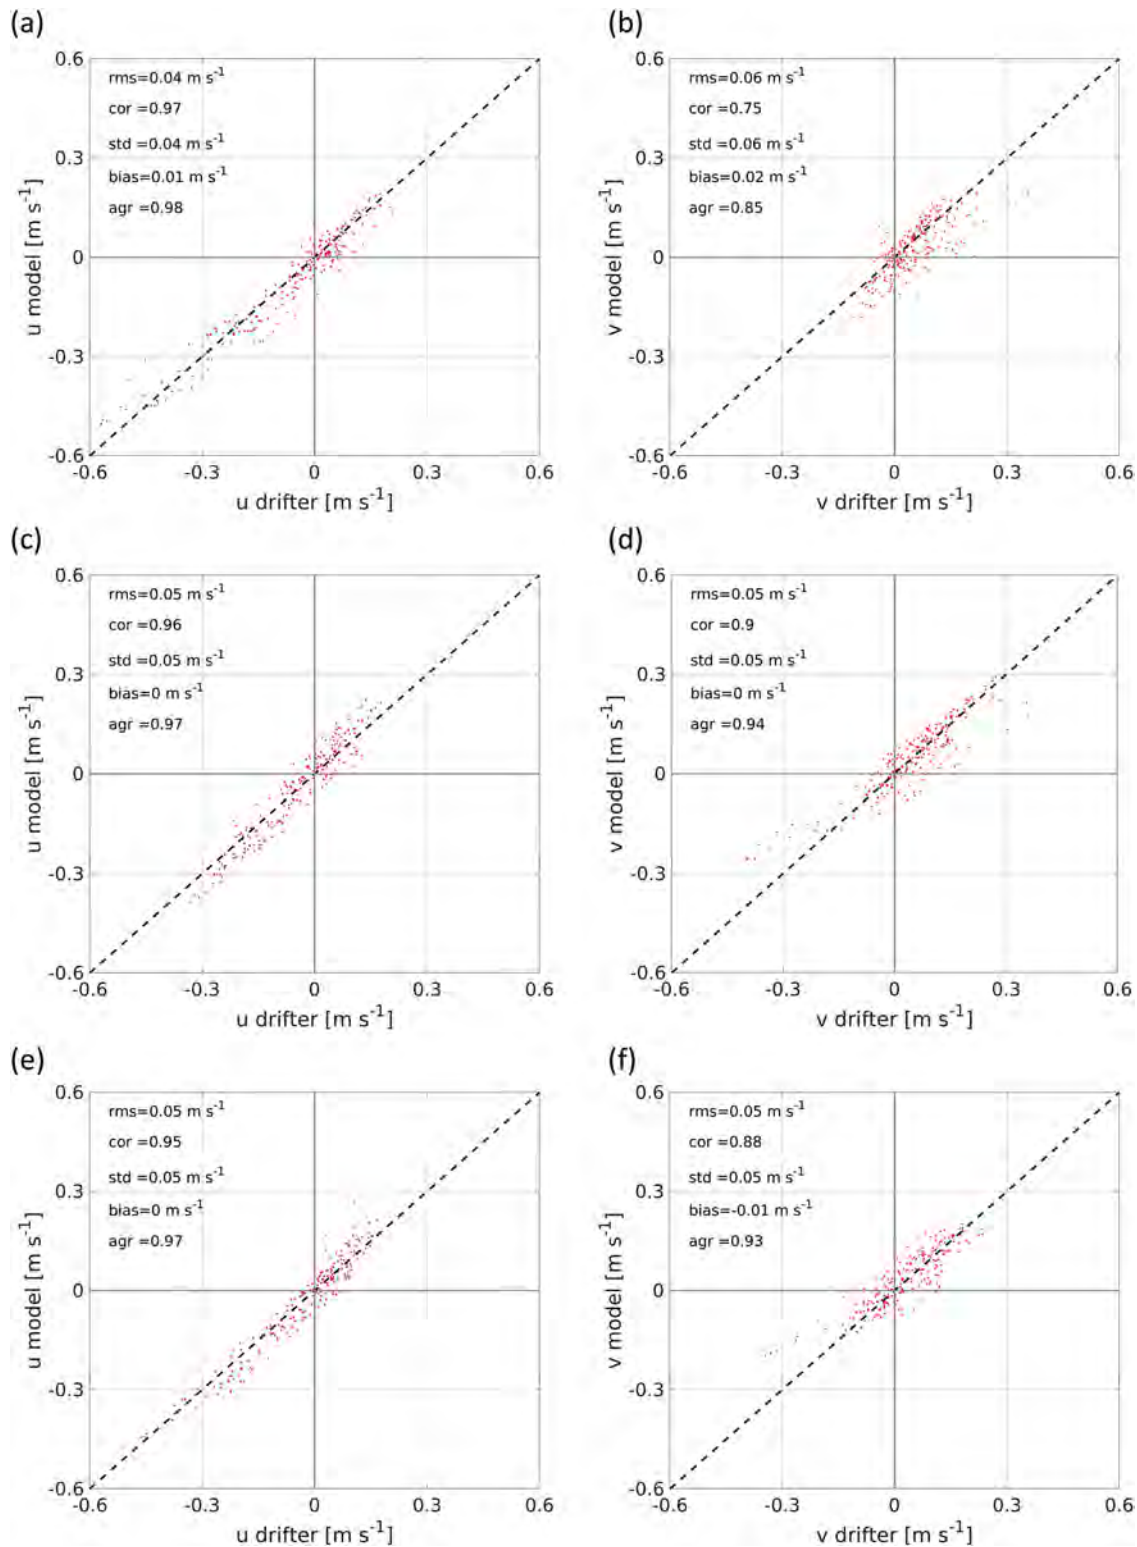 (a)
(b)
0.6
rms=0.04 m s⁻¹
cor =0.97
std =0.04 m s⁻¹
bias=0.01 m s⁻¹
agr =0.98
0.3
0
-0.3
-0.6
u model [m s⁻¹]
-0.6 -0.3 0 0.3 0.6
u drifter [m s⁻¹]
0.6
rms=0.06 m s⁻¹
cor =0.75
std =0.06 m s⁻¹
bias=0.02 m s⁻¹
agr =0.85
0.3
0
-0.3
-0.6
v model [m s⁻¹]
-0.6 -0.3 0 0.3 0.6
v drifter [m s⁻¹]
(c)
(d)
0.6
rms=0.05 m s⁻¹
cor =0.96
std =0.05 m s⁻¹
bias=0 m s⁻¹
agr =0.97
0.3
0
-0.3
-0.6
u model [m s⁻¹]
-0.6 -0.3 0 0.3 0.6
u drifter [m s⁻¹]
0.6
rms=0.05 m s⁻¹
cor =0.9
std =0.05 m s⁻¹
bias=0 m s⁻¹
agr =0.94
0.3
0
-0.3
-0.6
v model [m s⁻¹]
-0.6 -0.3 0 0.3 0.6
v drifter [m s⁻¹]
(e)
(f)
0.6
rms=0.05 m s⁻¹
cor =0.95
std =0.05 m s⁻¹
bias=0 m s⁻¹
agr =0.97
0.3
0
-0.3
-0.6
u model [m s⁻¹]
-0.6 -0.3 0 0.3 0.6
u drifter [m s⁻¹]
0.6
rms=0.05 m s⁻¹
cor =0.88
std =0.05 m s⁻¹
bias=-0.01 m s⁻¹
agr =0.93
0.3
0
-0.3
-0.6
v model [m s⁻¹]
-0.6 -0.3 0 0.3 0.6
v drifter [m s⁻¹]